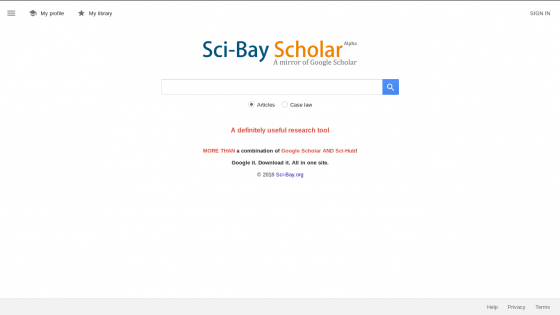 My profile My library SIGN IN
Sci-Bay Scholar Alpha
A mirror of Google Scholar
Articles Case law
A definitely useful research tool
MORE THAN a combination of Google Scholar AND Sci-Hub!
Google it. Download it. All in one site.
© 2018 Sci-Bay.org
Help Privacy Terms